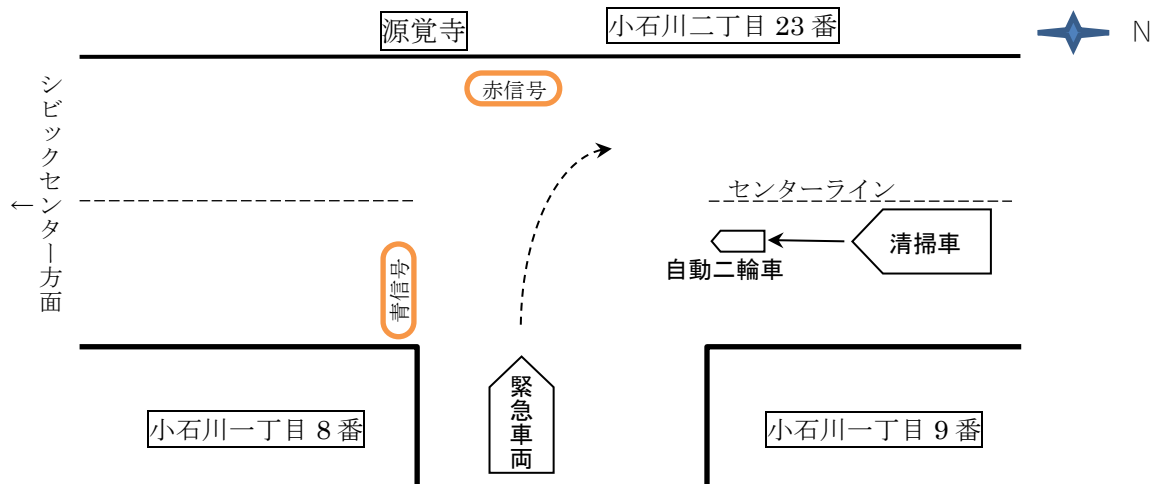 源覚寺
小石川二丁目 23 番
N
赤信号
シビックセンター方面
←
センターライン
清掃車
自動二輪車
青信号
緊急車両
小石川一丁目 8 番
小石川一丁目 9 番